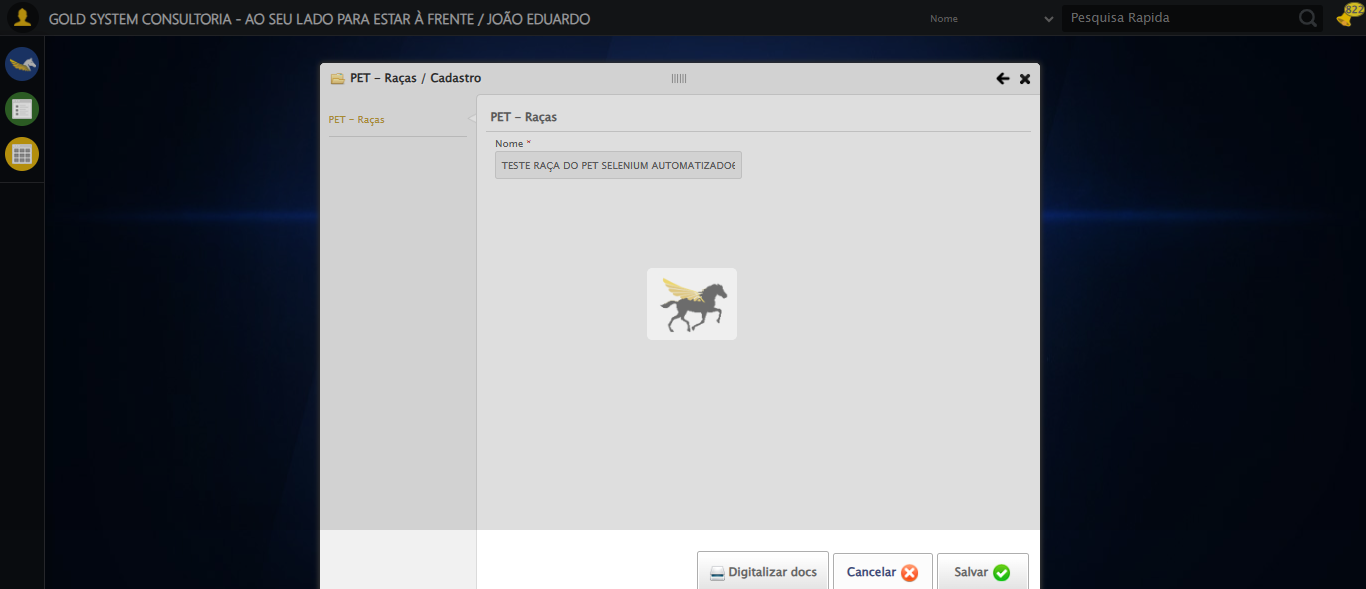 GOLD SYSTEM CONSULTORIA - AO SEU LADO PARA ESTAR À FRENTE / JOÃO EDUARDO
Nome
Pesquisa Rapida
822
PET - Raças / Cadastro
PET - Raças
PET - Raças
Nome *
TESTE RAÇA DO PET SELENIUM AUTOMATIZADO
Digitalizar docs
Cancelar
Salvar